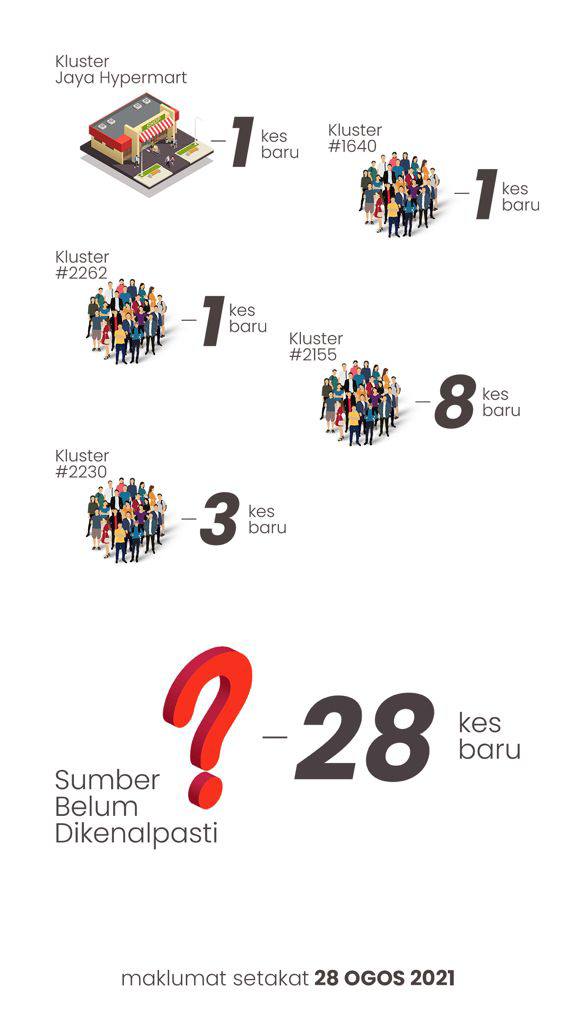 Kluster
Jaya Hypermart
1 kes
baru
Kluster
#1640
1 kes
baru
Kluster
#2262
1 kes
baru
Kluster
#2155
8 kes
baru
Kluster
#2230
3 kes
baru
Sumber
Belum
Dikenalpasti
28 kes
baru
maklumat setakat 28 OGOS 2021